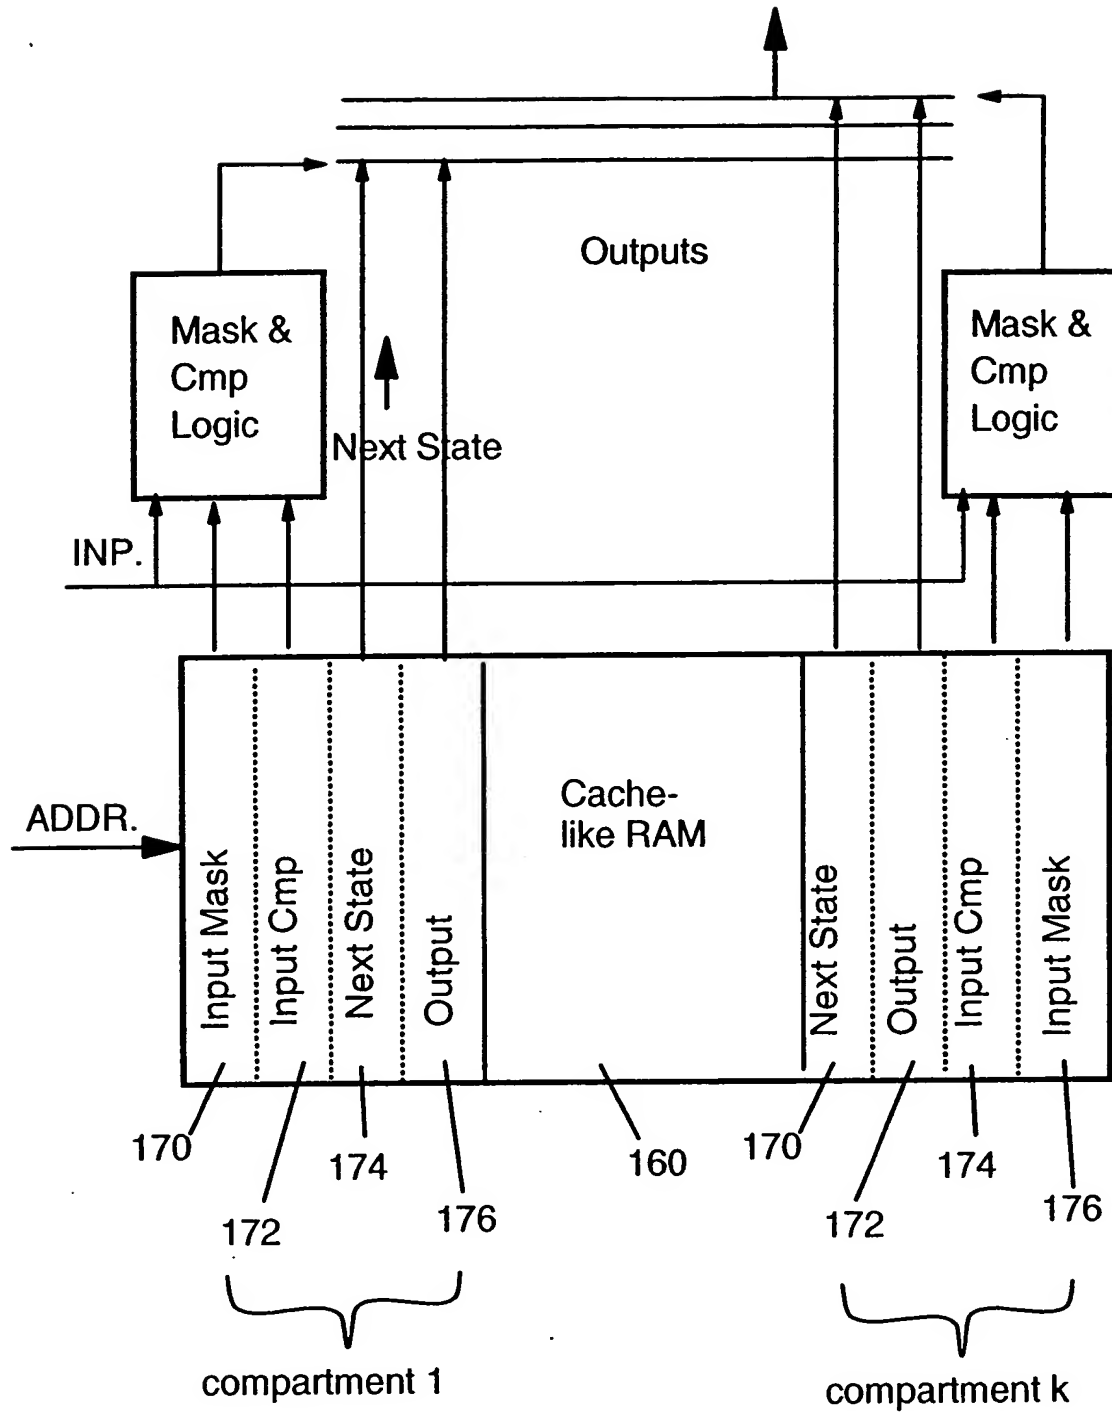 Outputs
Mask &
Cmp
Logic
Mask &
Cmp
Logic
Next State
INP.
ADDR.
Cache-
like RAM
Input Mask
Input Cmp
Next State
Output
Next State
Output
Input Cmp
Input Mask
170
172
174
176
160
170
172
174
176
compartment 1
compartment k